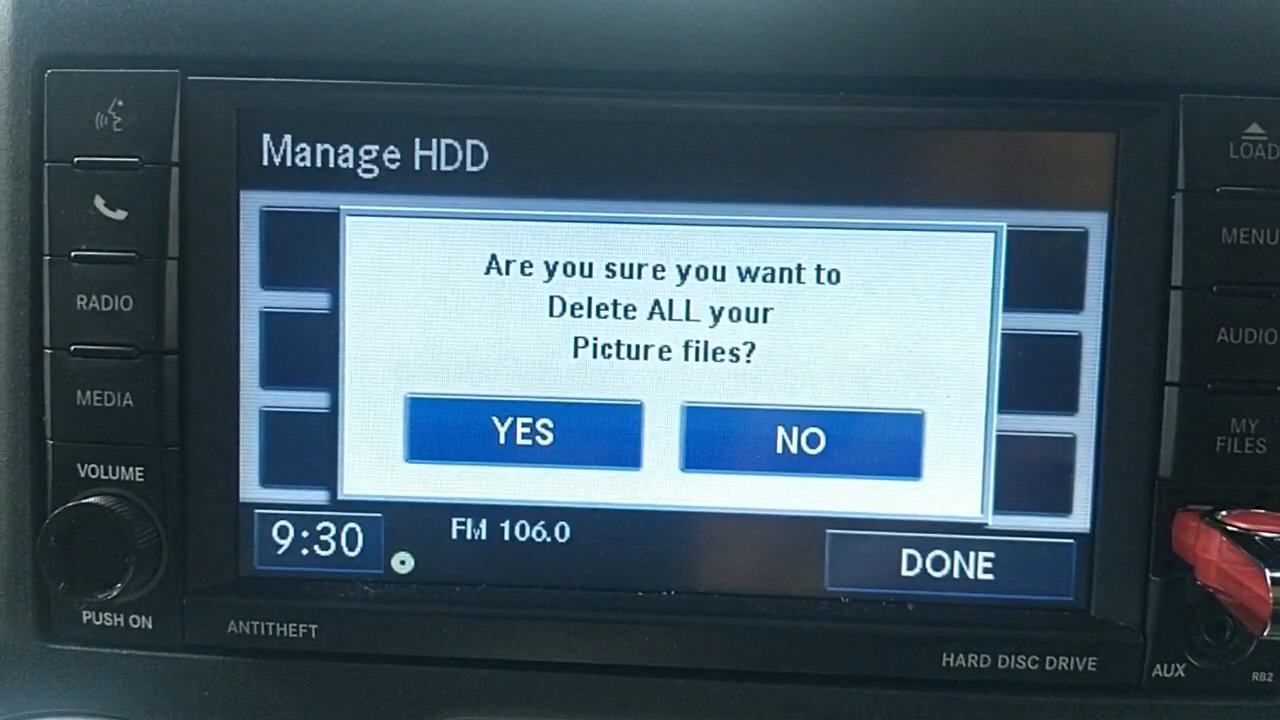 Manage HDD
Are you sure you want to
Delete ALL your
Picture files?
YES
NO
9:30
FM 106.0
DONE
RADIO
MEDIA
VOLUME
PUSH ON
ANTITHEFT
HARD DISC DRIVE
LOAD
MENU
AUDIO
MY
FILES
AUX
RB2